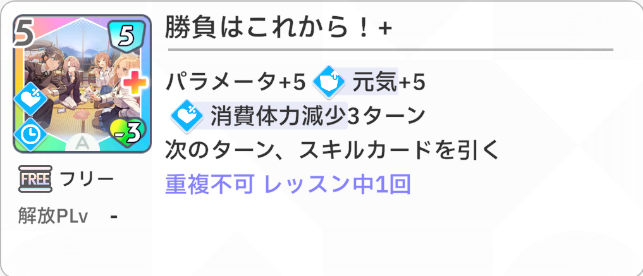 勝負はこれから！+
5
5
パラメータ+5 元気+5
消費体力減少3ターン
次のターン、スキルカードを引く
重複不可 レッスン中1回
+
-3
A
FREE フリー
解放PLv -